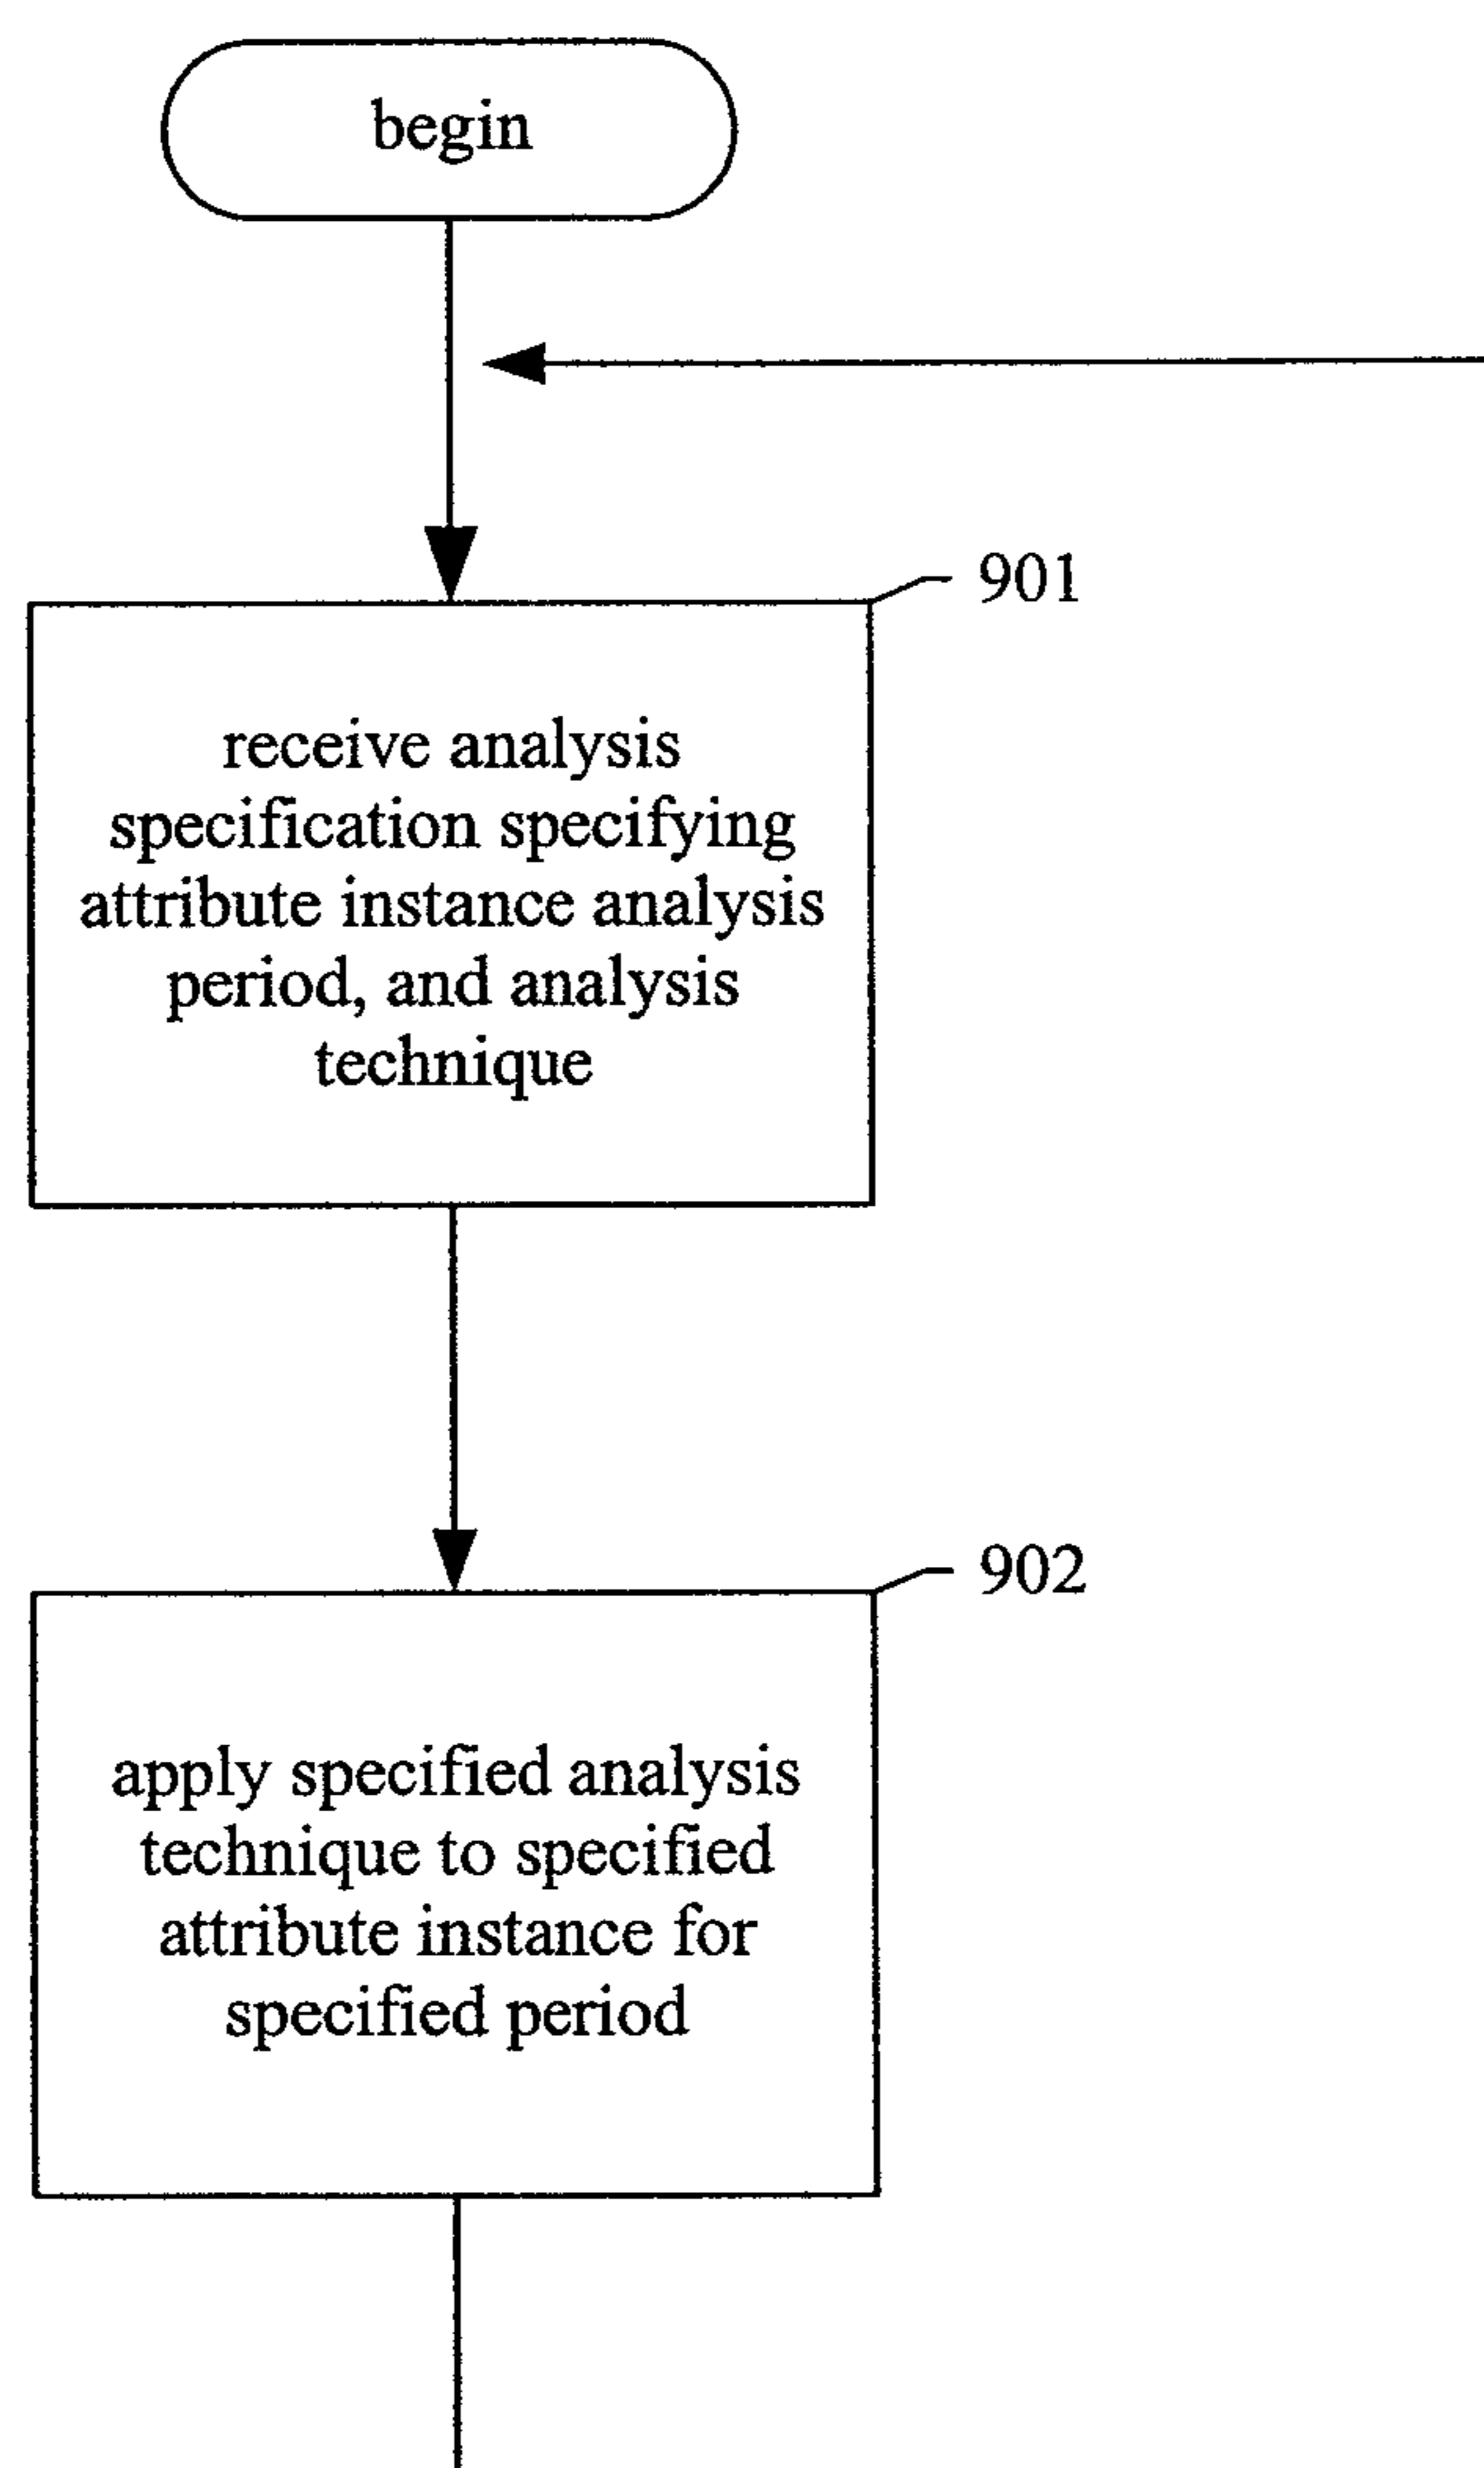 begin
901
receive analysis
specification specifying
attribute instance analysis
period, and analysis
technique
902
apply specified analysis
technique to specified
attribute instance for
specified period